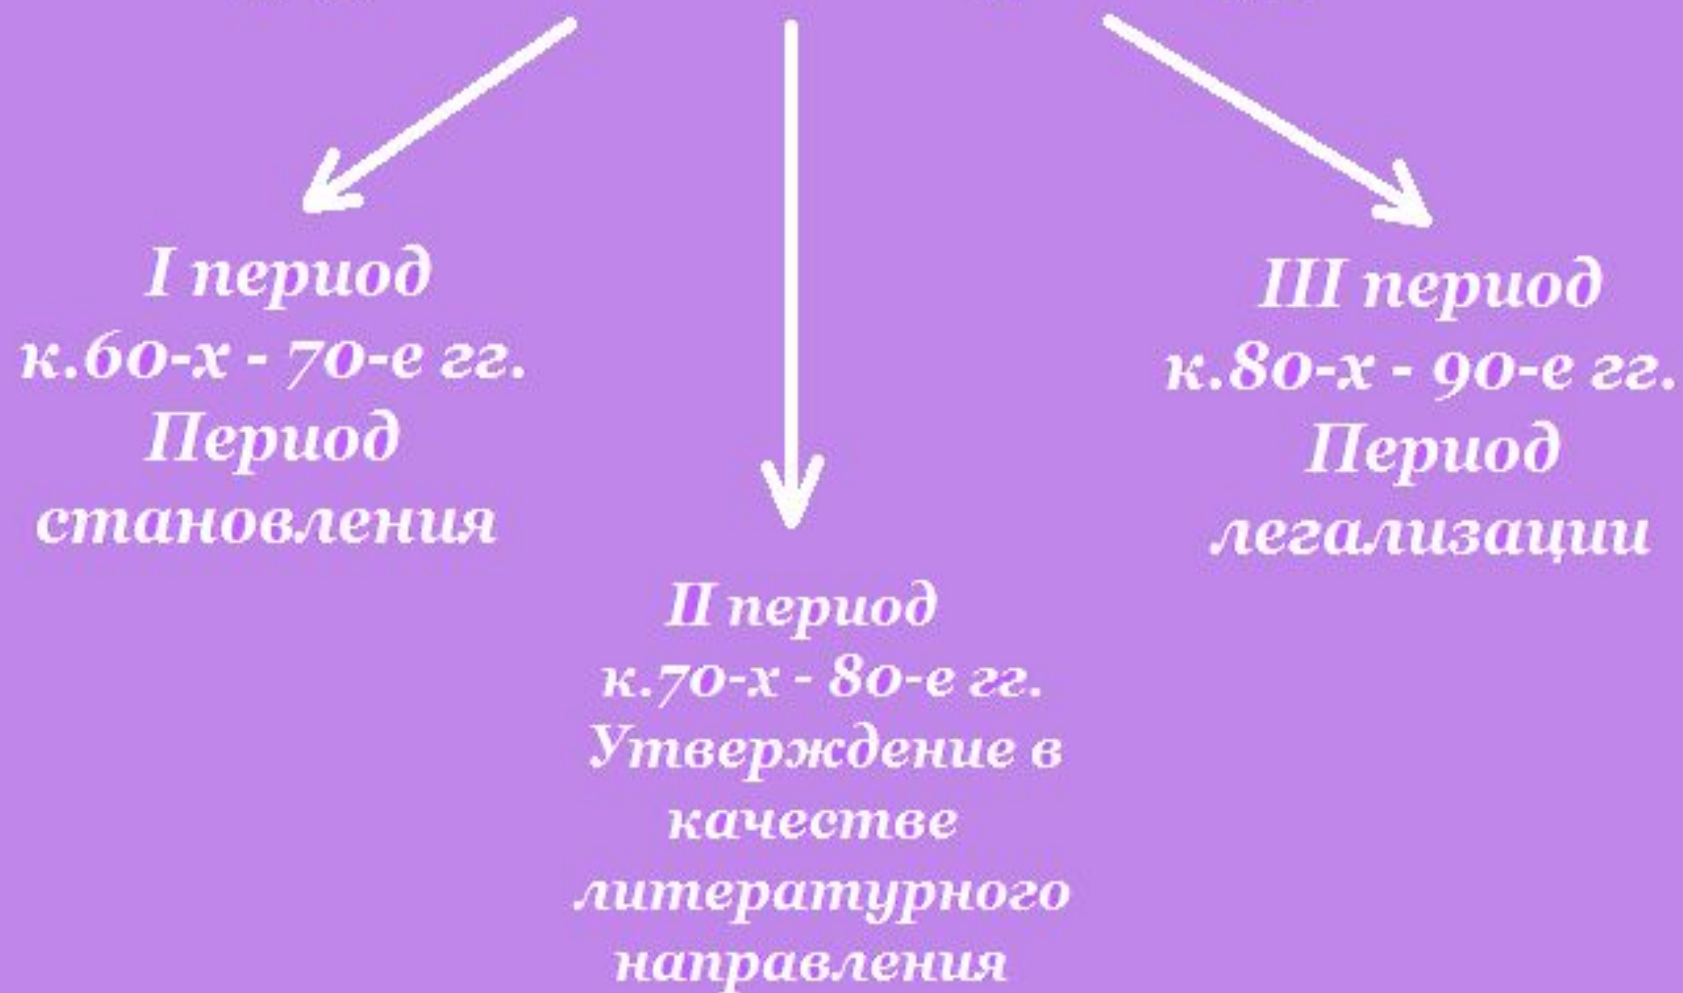 I период
к.60-х - 70-е гг.
Период
становления
III период
к.80-х - 90-е гг.
Период
легализации
II период
к.70-х - 80-е гг.
Утверждение в
качестве
литературного
направления